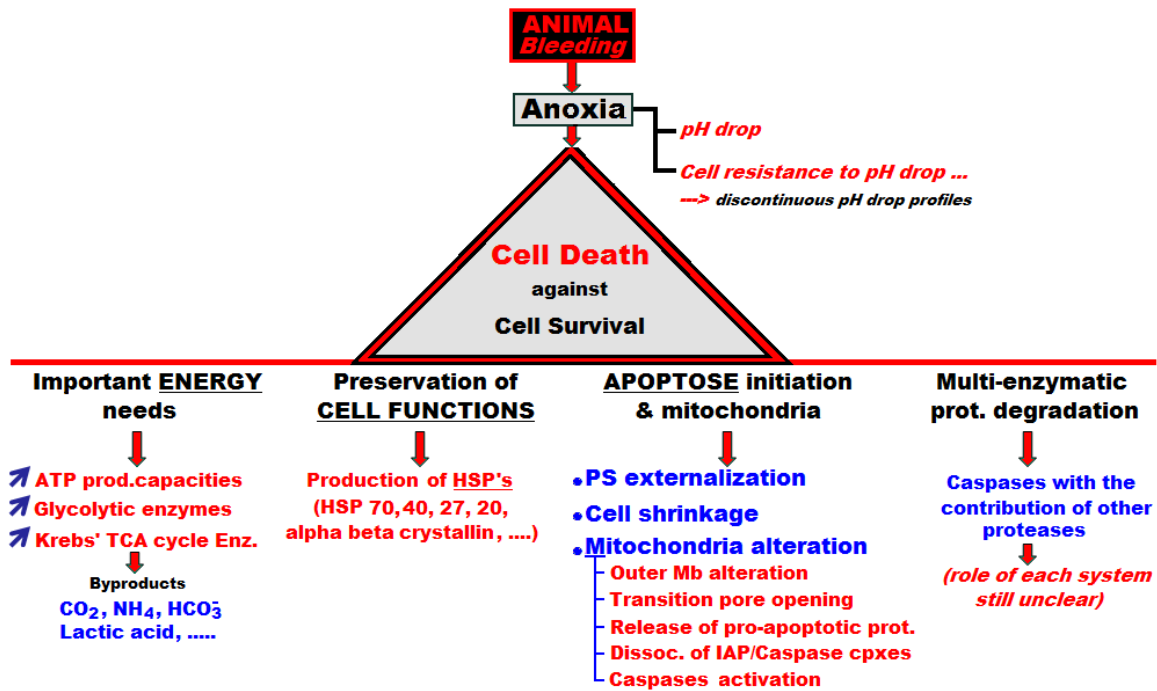 ANIMAL
Bleeding
Anoxia
pH drop
Cell resistance to pH drop ...
---> discontinuous pH drop profiles
Cell Death
against
Cell Survival
Important ENERGY
needs
ATP prod.capacities
Glycolytic enzymes
Krebs' TCA cycle Enz.
Byproducts
CO₂, NH₄, HCO₃⁻
Lactic acid, .....
Preservation of
CELL FUNCTIONS
Production of HSP's
(HSP 70,40, 27, 20,
alpha beta crystallin, ....)
APOPTOSE initiation
& mitochondria
•PS externalization
•Cell shrinkage
•Mitochondria alteration
Outer Mb alteration
Transition pore opening
Release of pro-apoptotic prot.
Dissoc. of IAP/Caspase cpxes
Caspases activation
Multi-enzymatic
prot. degradation
Caspases with the
contribution of other
proteases
(role of each system
still unclear)